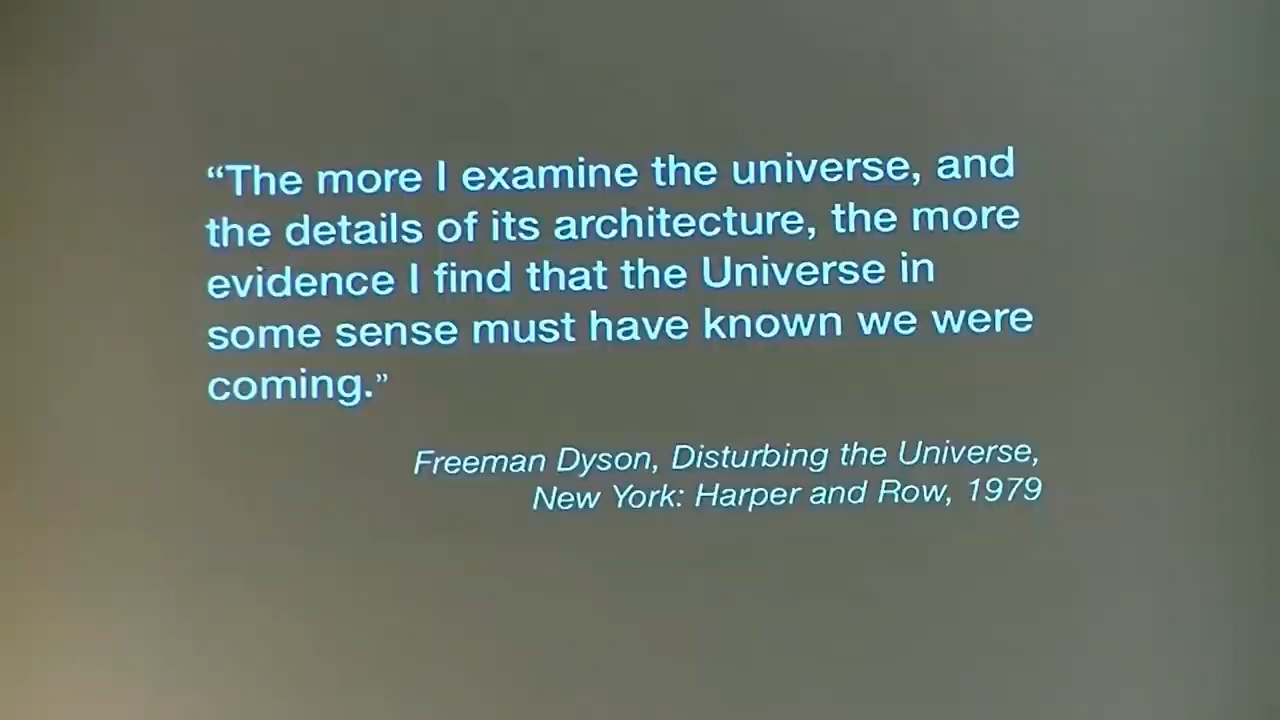 “The more I examine the universe, and
the details of its architecture, the more
evidence I find that the Universe in
some sense must have known we were
coming.”
Freeman Dyson, Disturbing the Universe,
New York: Harper and Row, 1979